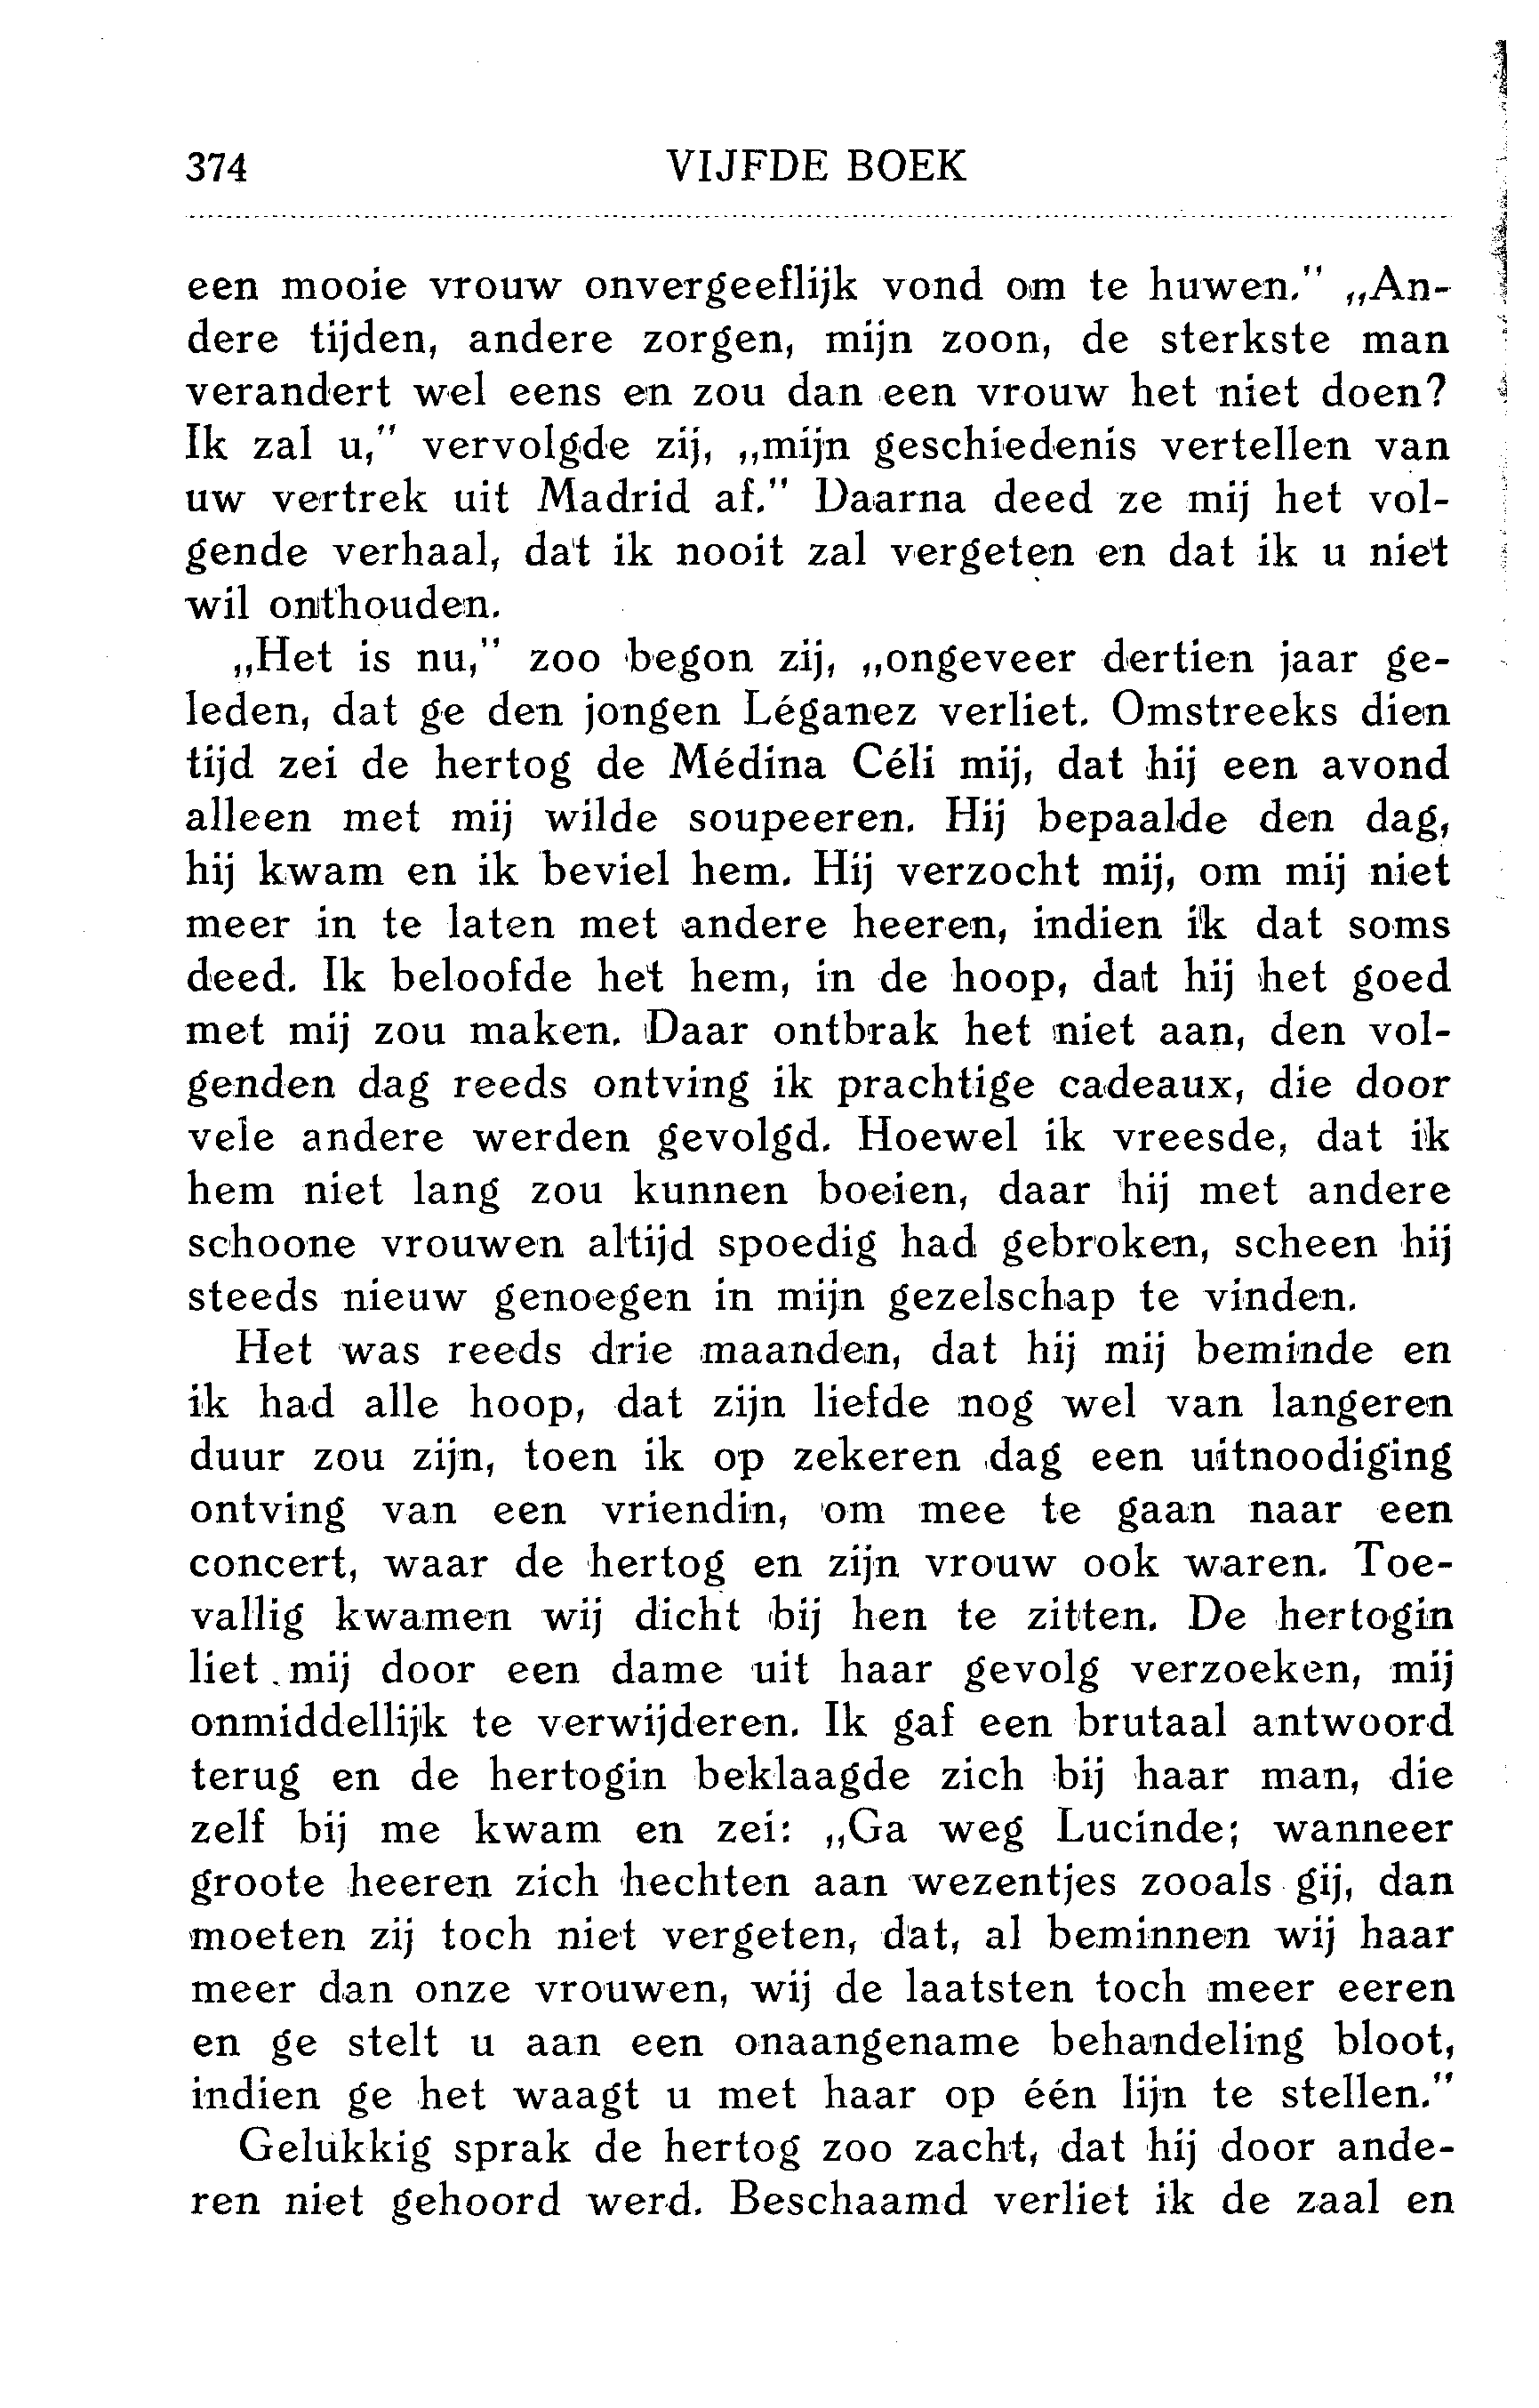 374 VIJFDE BOEK
een mooie vrouw onvergeeflijk vond om te huwen.” „An-
dere tijden, andere zorgen, mijn zoon, de sterkste man
verandert wel eens en zou dan een vrouw het niet doen?
Ik zal u,” vervolgde zij, „mijn geschiedenis vertellen van
uw vertrek uit Madrid af.” Daarna deed ze mij het vol-
gende verhaal, dat ik nooit zal vergeten en dat ik u niet
wil onthouden.
„Het is nu,” zoo begon zij, „ongeveer dertien jaar ge-
leden, dat ge den jongen Léganez verliet. Omstreeks dien
tijd zei de hertog de Médina Céli mij, dat hij een avond
alleen met mij wilde soupeeren. Hij bepaalde den dag,
hij kwam en ik beviel hem. Hij verzocht mij, om mij niet
meer in te laten met andere heeren, indien ik dat soms
deed. Ik beloofde het hem, in de hoop, dat hij het goed
met mij zou maken. Daar ontbrak het niet aan, den vol-
genden dag reeds ontving ik prachtige cadeaux, die door
vele andere werden gevolgd. Hoewel ik vreesde, dat ik
hem niet lang zou kunnen boeien, daar hij met andere
schoone vrouwen altijd spoedig had gebroken, scheen hij
steeds nieuw genoegen in mijn gezelschap te vinden.
Het was reeds drie maanden, dat hij mij beminde en
ik had alle hoop, dat zijn liefde nog wel van langeren
duur zou zijn, toen ik op zekeren dag een uitnoodiging
ontving van een vriendin, om mee te gaan naar een
concert, waar de hertog en zijn vrouw ook waren. Toe-
vallig kwamen wij dicht bij hen te zitten. De hertogin
liet mij door een dame uit haar gevolg verzoeken, mij
onmiddellijk te verwijderen. Ik gaf een brutaal antwoord
terug en de hertogin beklaagde zich bij haar man, die
zelf bij me kwam en zei: „Ga weg Lucinde; wanneer
groote heeren zich hechten aan wezentjes zooals gij, dan
moeten zij toch niet vergeten, dat, al beminnen wij haar
meer dan onze vrouwen, wij de laatsten toch meer eeren
en ge stelt u aan een onaangename behandeling bloot,
indien ge het waagt u met haar op één lijn te stellen.”
Gelukkig sprak de hertog zoo zacht, dat hij door ande-
ren niet gehoord werd. Beschaamd verliet ik de zaal en